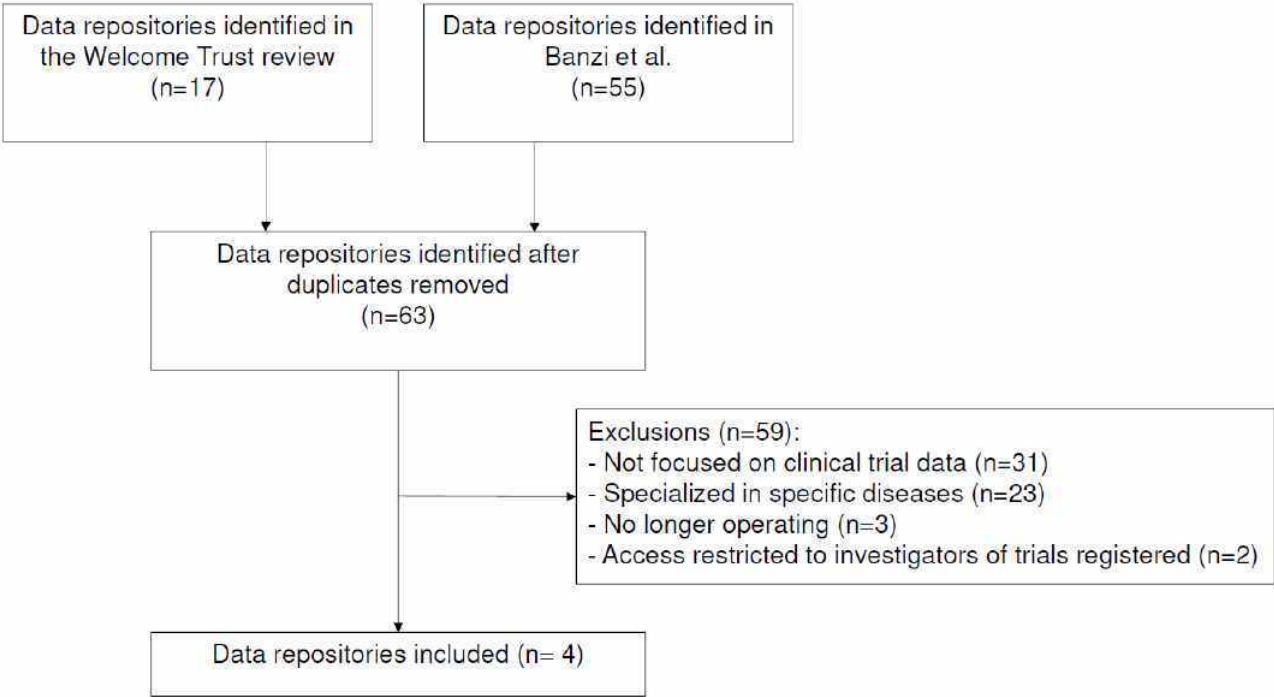 Data repositories identified in
the Welcome Trust review
(n=17)
Data repositories identified in
Banzi et al.
(n=55)
Data repositories identified after
duplicates removed
(n=63)
Exclusions (n=59):
- Not focused on clinical trial data (n=31)
- Specialized in specific diseases (n=23)
- No longer operating (n=3)
- Access restricted to investigators of trials registered (n=2)
Data repositories included (n= 4)